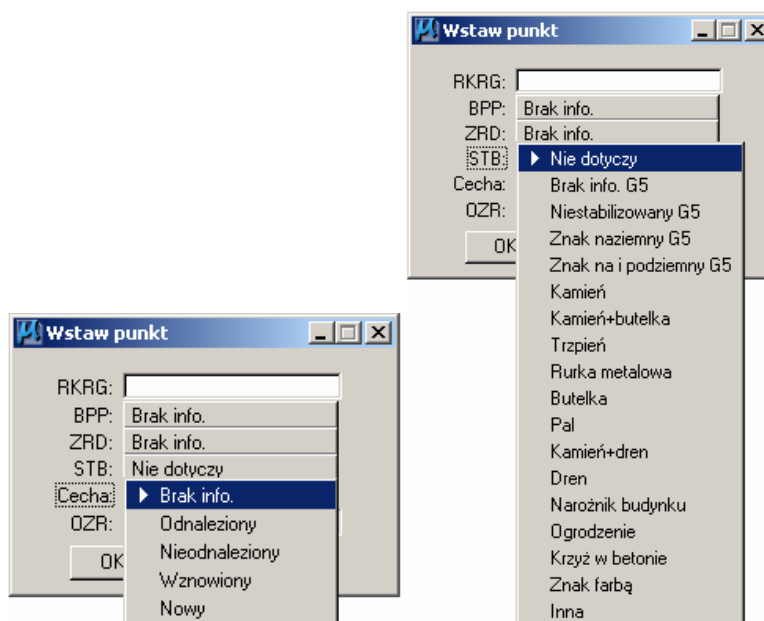 Wstaw punkt
RKRG:
BPP: Brak info.
ZRD: Brak info.
STB: Nie dotyczy
Cecha: Brak info. G5
OZR: Niestabilizowany G5
OK Znak naziemny G5
Znak na i podziemny G5
Kamień
Kamień+butelka
Trzpień
Rurka metalowa
Butelka
Pal
Kamień+dren
Dren
Narożnik budynku
Ogrodzenie
Krzyż w betonie
Znak farbą
Inna
Wstaw punkt
RKRG:
BPP: Brak info.
ZRD: Brak info.
STB: Nie dotyczy
Cecha: Brak info.
OZR: Odnaleziony
Nieodnaleziony
OK
Wznowiony
Nowy